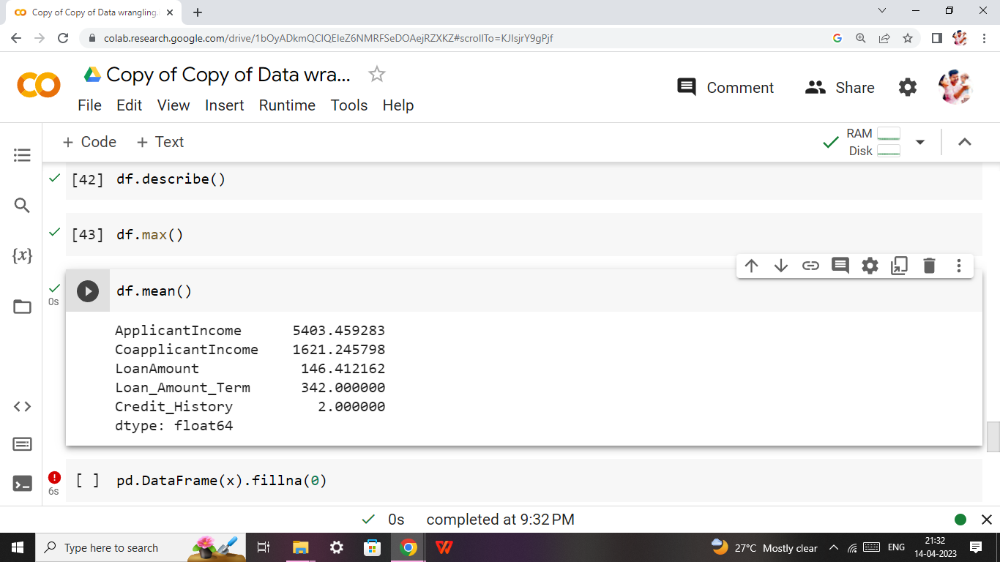 Copy of Copy of Data wrangling.
colab.research.google.com/drive/1bOyADkmQClQEIeZ6NMRFSeDOAejRZXKZ#scrollTo=KJIsjrY9gPjf
Copy of Copy of Data wra...
File Edit View Insert Runtime Tools Help
Comment
Share
+ Code + Text
RAM
Disk
[42] df.describe()
[43] df.max()
{x}
0s
df.mean()
ApplicantIncome 5403.459283
CoapplicantIncome 1621.245798
LoanAmount 146.412162
Loan_Amount_Term 342.000000
Credit_History 2.000000
dtype: float64
6s
[ ] pd.DataFrame(x).fillna(0)
0s completed at 9:32 PM
Type here to search
27°C Mostly clear
ENG
21:32
14-04-2023